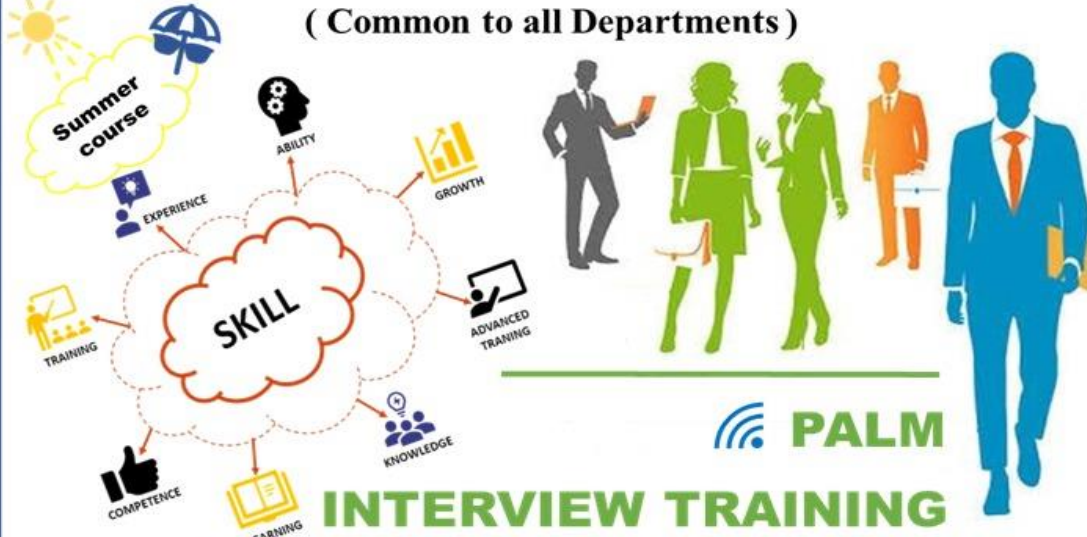 ( Common to all Departments )
Summer
course
ABILITY
GROWTH
EXPERIENCE
SKILL
ADVANCED
TRANING
TRAINING
KNOWLEDGE
COMPETENCE
PALM
INTERVIEW TRAINING